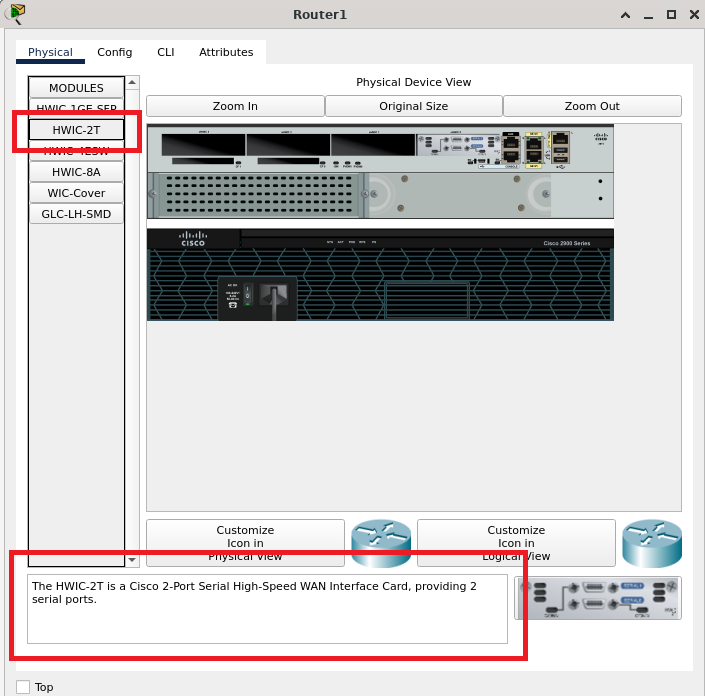 Router1
Physical
Config
CLI
Attributes
MODULES
HWIC-1GE-SFP
HWIC-2T
HWIC-4ESW
HWIC-8A
WIC-Cover
GLC-LH-SMD
Physical Device View
Zoom In
Original Size
Zoom Out
CISCO
Cisco 2900 Series
Customize
Icon in
Physical View
Customize
Icon in
Logical View
The HWIC-2T is a Cisco 2-Port Serial High-Speed WAN Interface Card, providing 2
serial ports.
Top